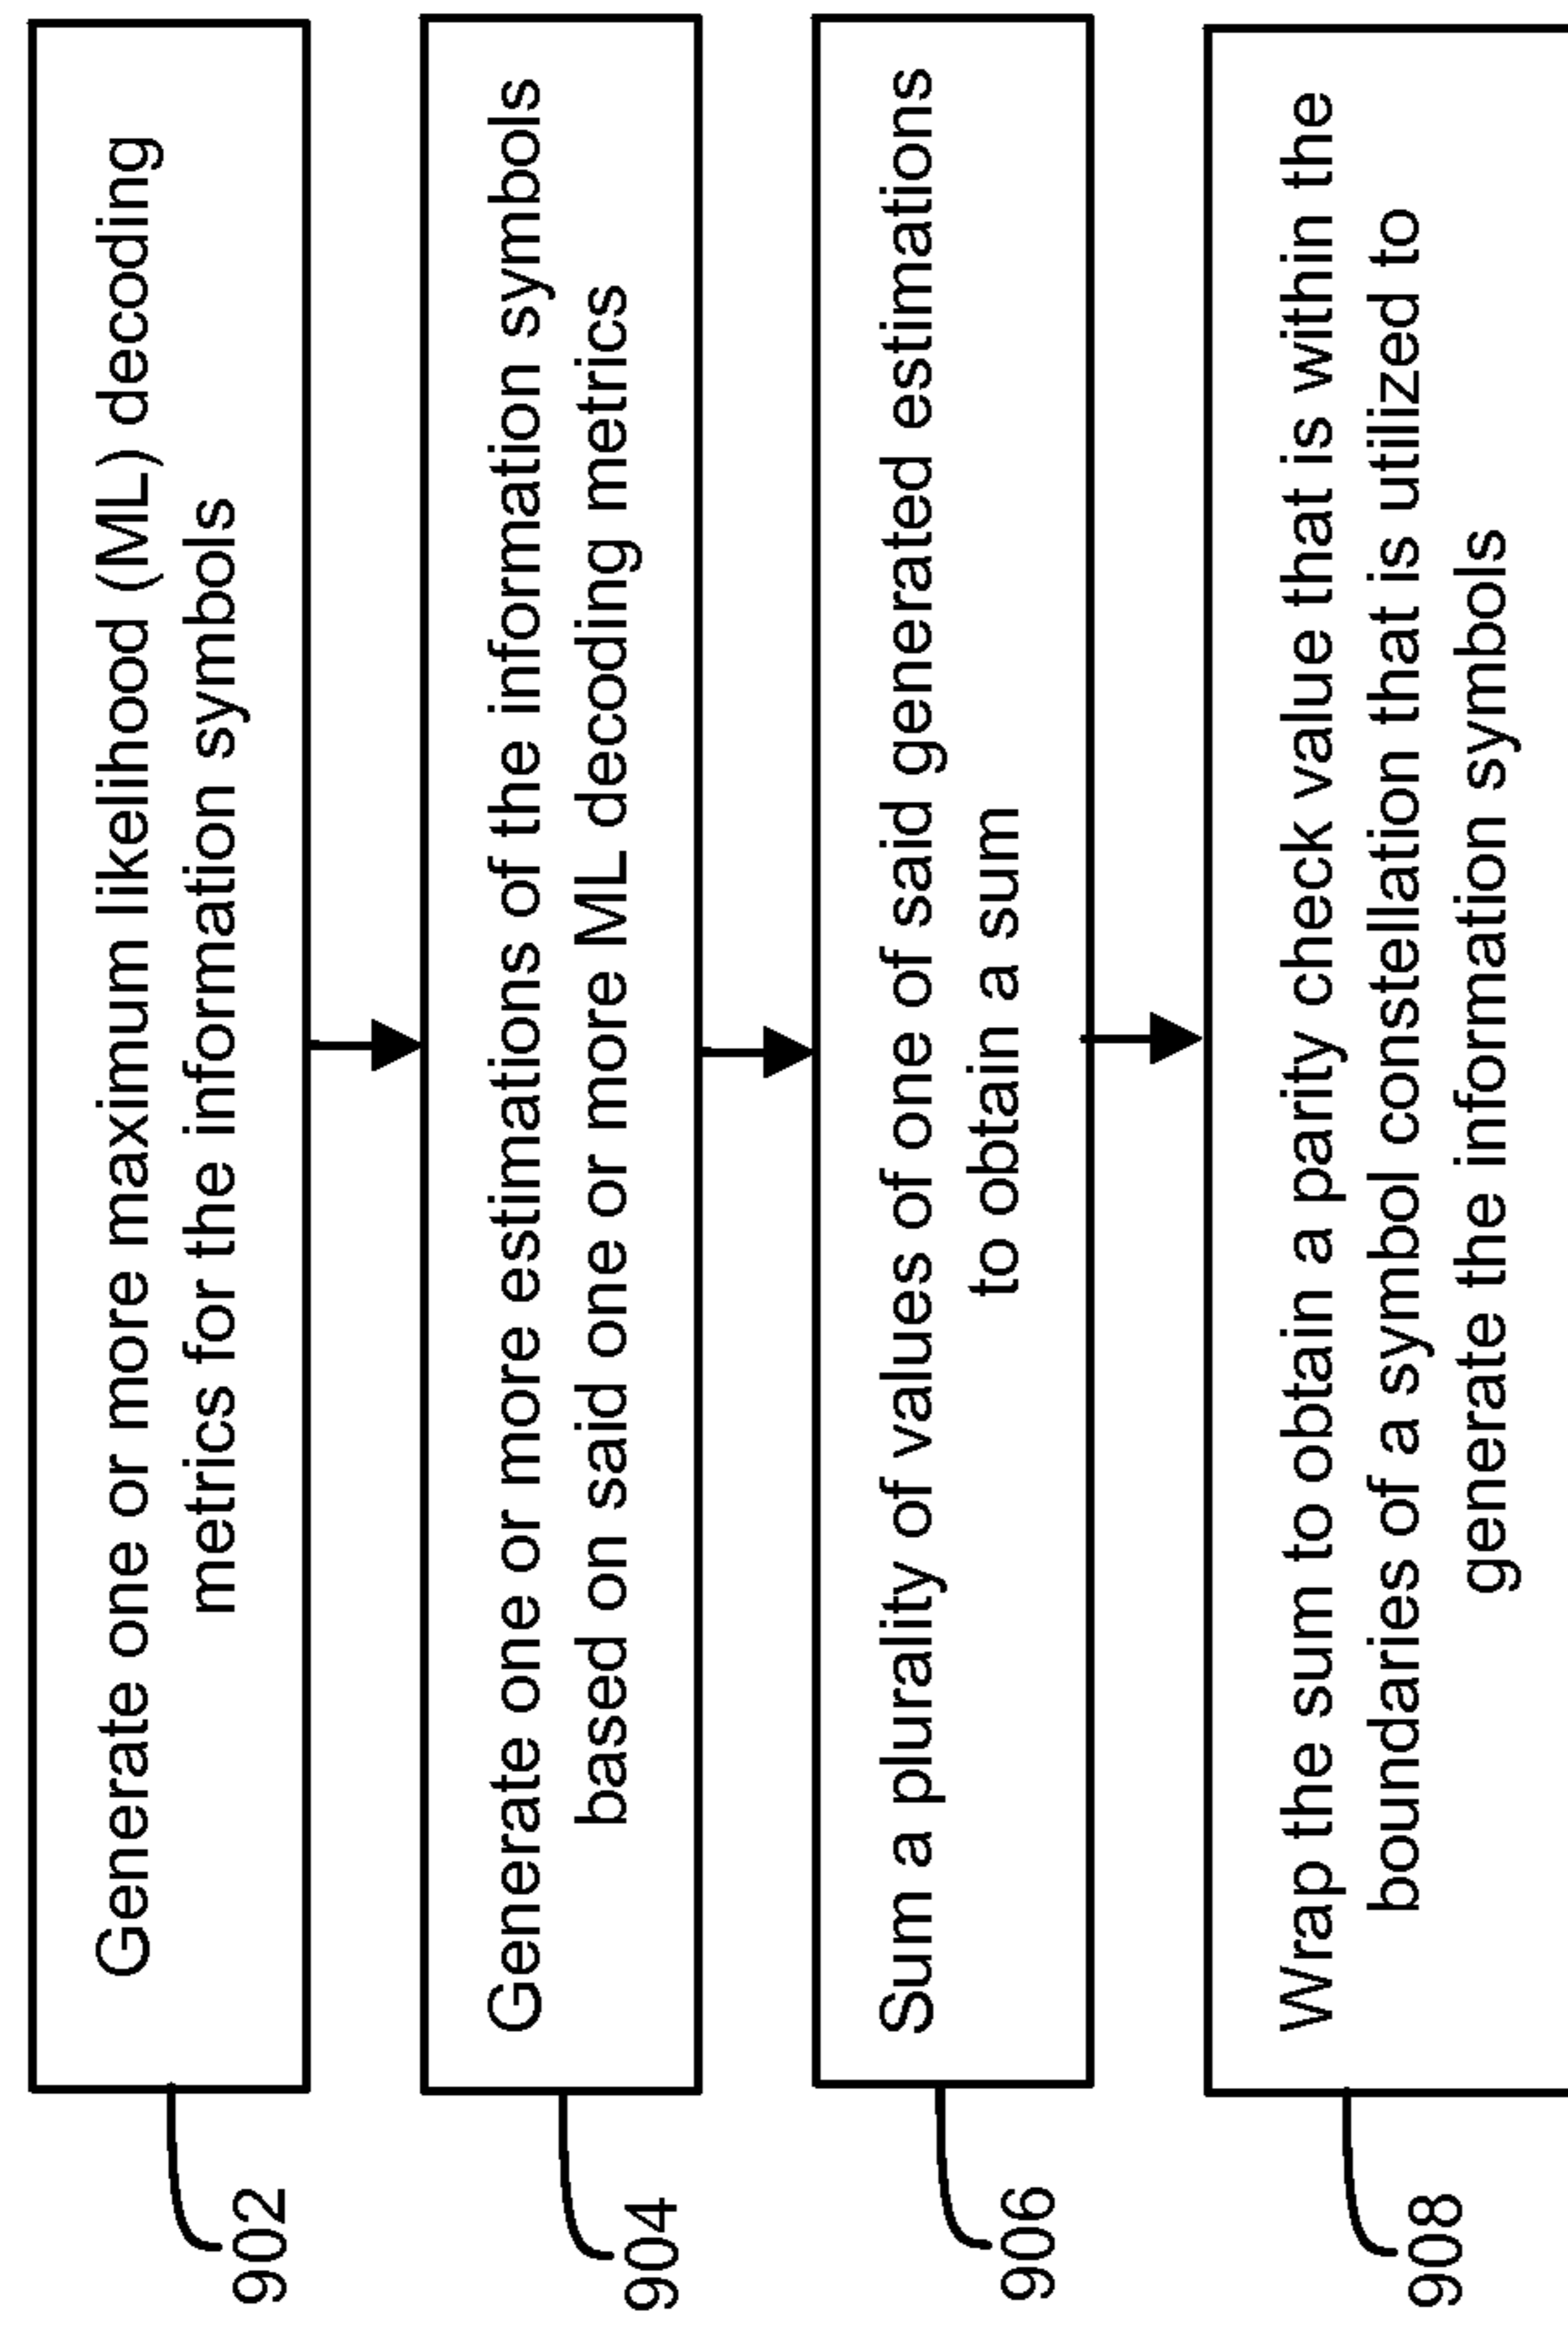 902
Generate one or more maximum likelihood (ML) decoding
metrics for the information symbols
904
Generate one or more estimations of the information symbols
based on said one or more ML decoding metrics
906
Sum a plurality of values of one of said generated estimations
to obtain a sum
908
Wrap the sum to obtain a parity check value that is within the
boundaries of a symbol constellation that is utilized to
generate the information symbols